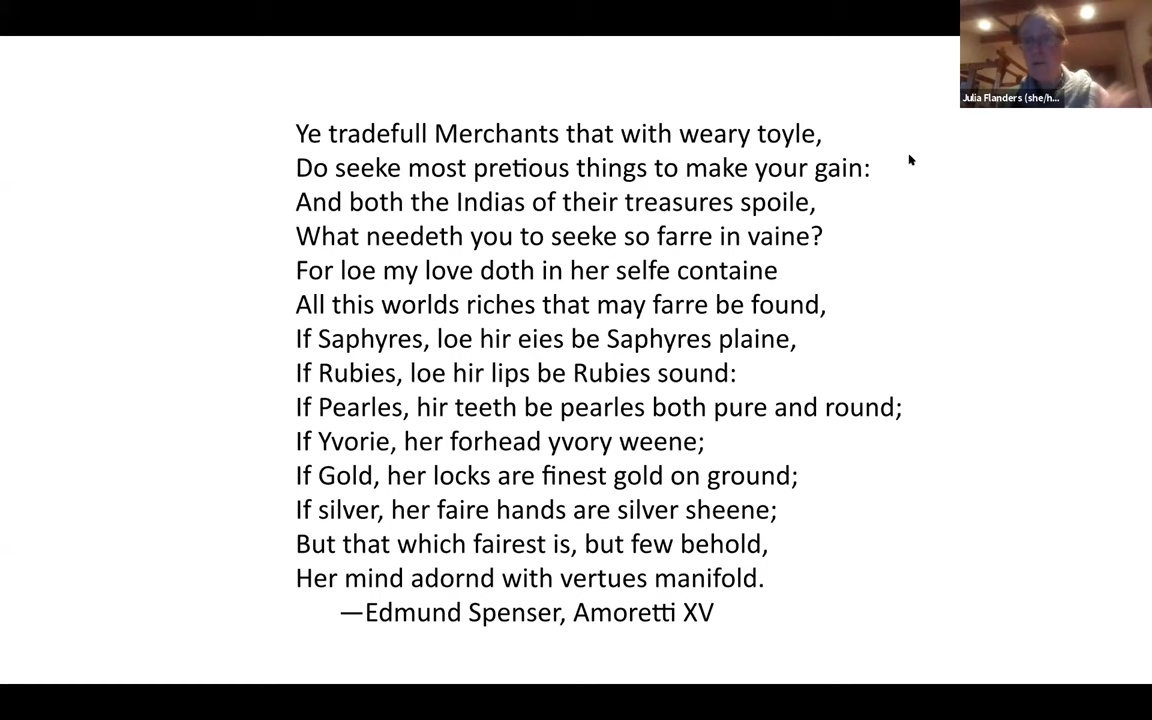 Julia Flanders (she/h...
Ye tradefull Merchants that with weary toyle,
Do seeke most pretious things to make your gain:
And both the Indias of their treasures spoile,
What needeth you to seeke so farre in vaine?
For loe my love doth in her selfe containe
All this worlds riches that may farre be found,
If Saphyres, loe hir eies be Saphyres plaine,
If Rubies, loe hir lips be Rubies sound:
If Pearles, hir teeth be pearles both pure and round;
If Yvorie, her forhead yvory weene;
If Gold, her locks are finest gold on ground;
If silver, her faire hands are silver sheene;
But that which fairest is, but few behold,
Her mind adornd with vertues manifold.
—Edmund Spenser, Amoretti XV